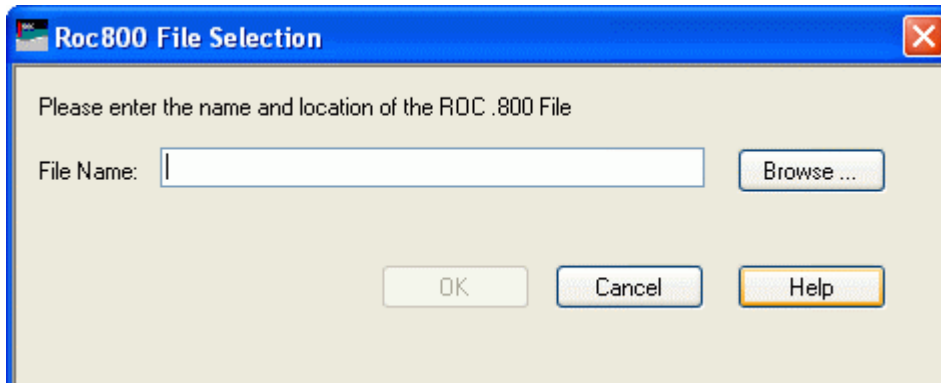 Roc800 File Selection
Please enter the name and location of the ROC .800 File
File Name:
Browse ...
OK
Cancel
Help